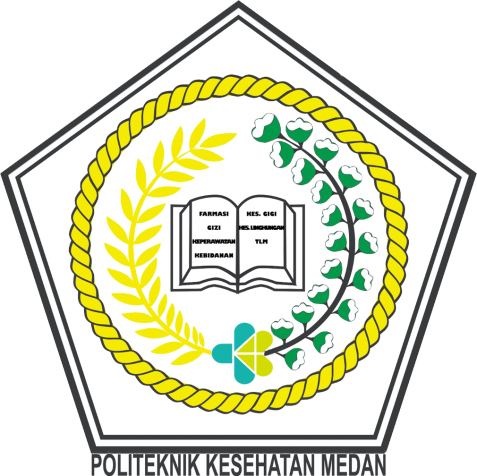 FARMASI
GIZI
KEPERAWATAN
KEBIDANAN
KES. GIGI
KES. LINGKUNGAN
TLM
POLITEKNIK KESEHATAN MEDAN